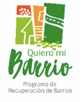 Quiero mi
Barrio
Programa de
Recuperación de Barrios